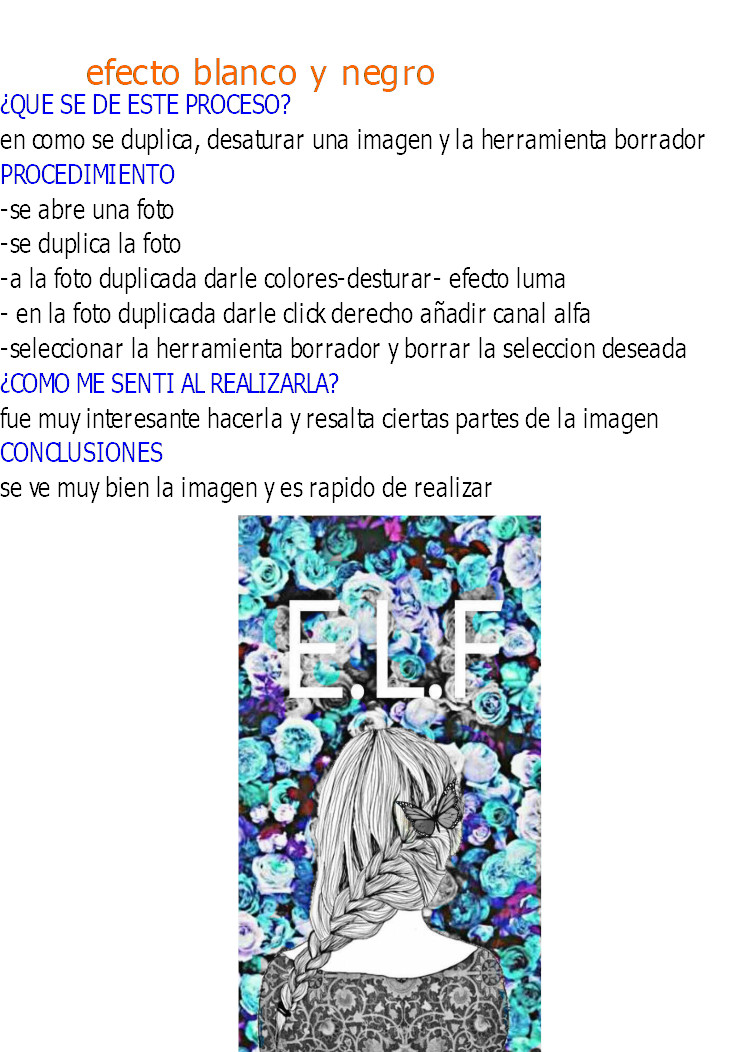 efecto blanco y negro
¿QUE SE DE ESTE PROCESO?
en como se duplica, desaturar una imagen y la herramienta borrador
PROCEDIMIENTO
-se abre una foto
-se duplica la foto
-a la foto duplicada darle colores-desturar- efecto luma
- en la foto duplicada darle click derecho añadir canal alfa
-seleccionar la herramienta borrador y borrar la seleccion deseada
¿COMO ME SENTI AL REALIZARLA?
fue muy interesante hacerla y resalta ciertas partes de la imagen
CONCLUSIONES
se ve muy bien la imagen y es rapido de realizar
E.L.F